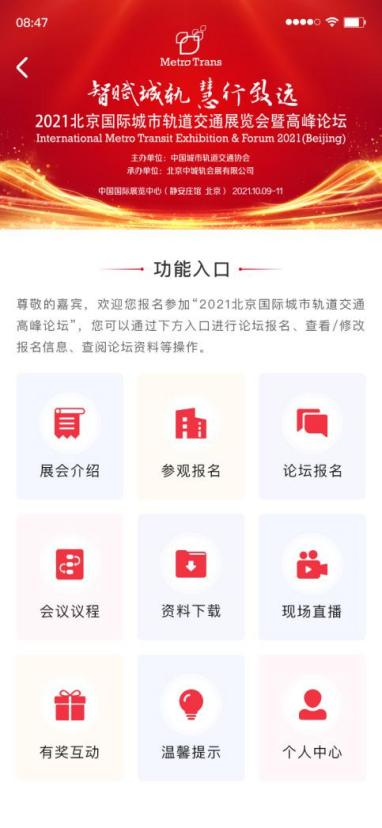 08:47
Metro Trans
智赋城轨 慧行致远
2021北京国际城市轨道交通展览会暨高峰论坛
International Metro Transit Exhibition & Forum 2021(Beijing)
主办单位：中国城市轨道交通协会
承办单位：北京中城轨会展有限公司
中国国际展览中心（静安庄馆 北京） 2021.10.09-11
功能入口
尊敬的嘉宾，欢迎您报名参加“2021北京国际城市轨道交通
高峰论坛”，您可以通过下方入口进行论坛报名、查看/修改
报名信息、查阅论坛资料等操作。
展会介绍
参观报名
论坛报名
会议议程
资料下载
现场直播
有奖互动
温馨提示
个人中心